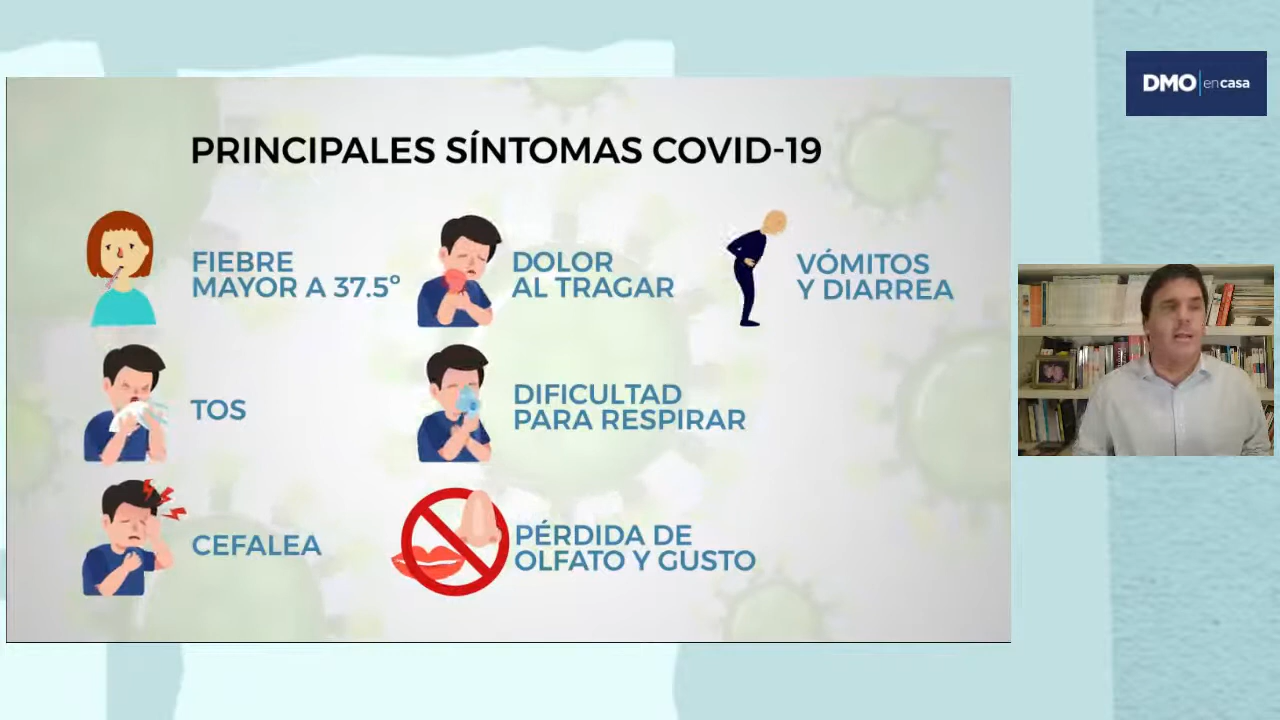 DMO | en casa
PRINCIPALES SÍNTOMAS COVID-19
FIEBRE
MAYOR A 37.5º
DOLOR
AL TRAGAR
VÓMITOS
Y DIARREA
TOS
DIFICULTAD
PARA RESPIRAR
CEFALEA
PÉRDIDA DE
OLFATO Y GUSTO